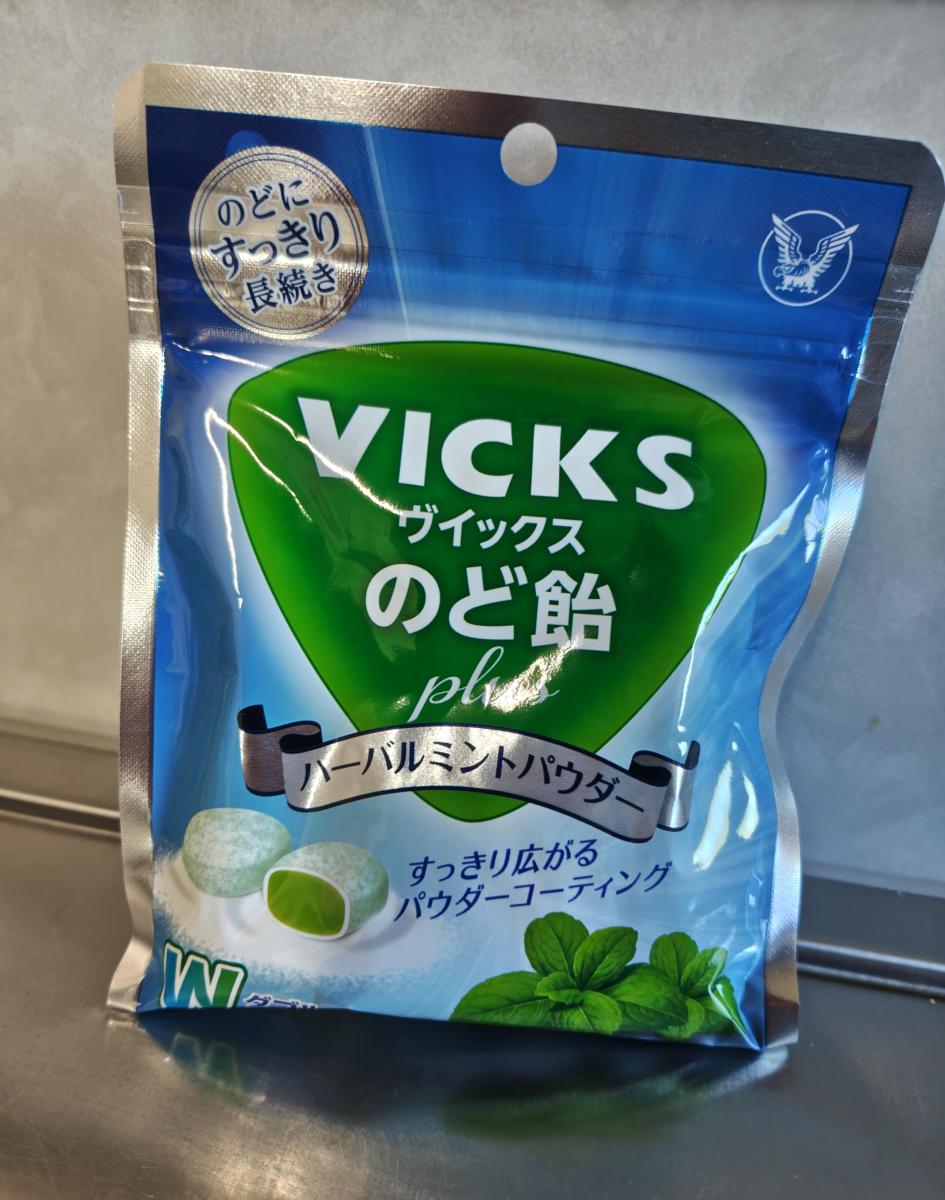 のどに
すっきり
長続き
VICKS
ヴイックス
のど飴
plus
ハーバルミントパウダー
すっきり広がる
パウダーコーティング
W